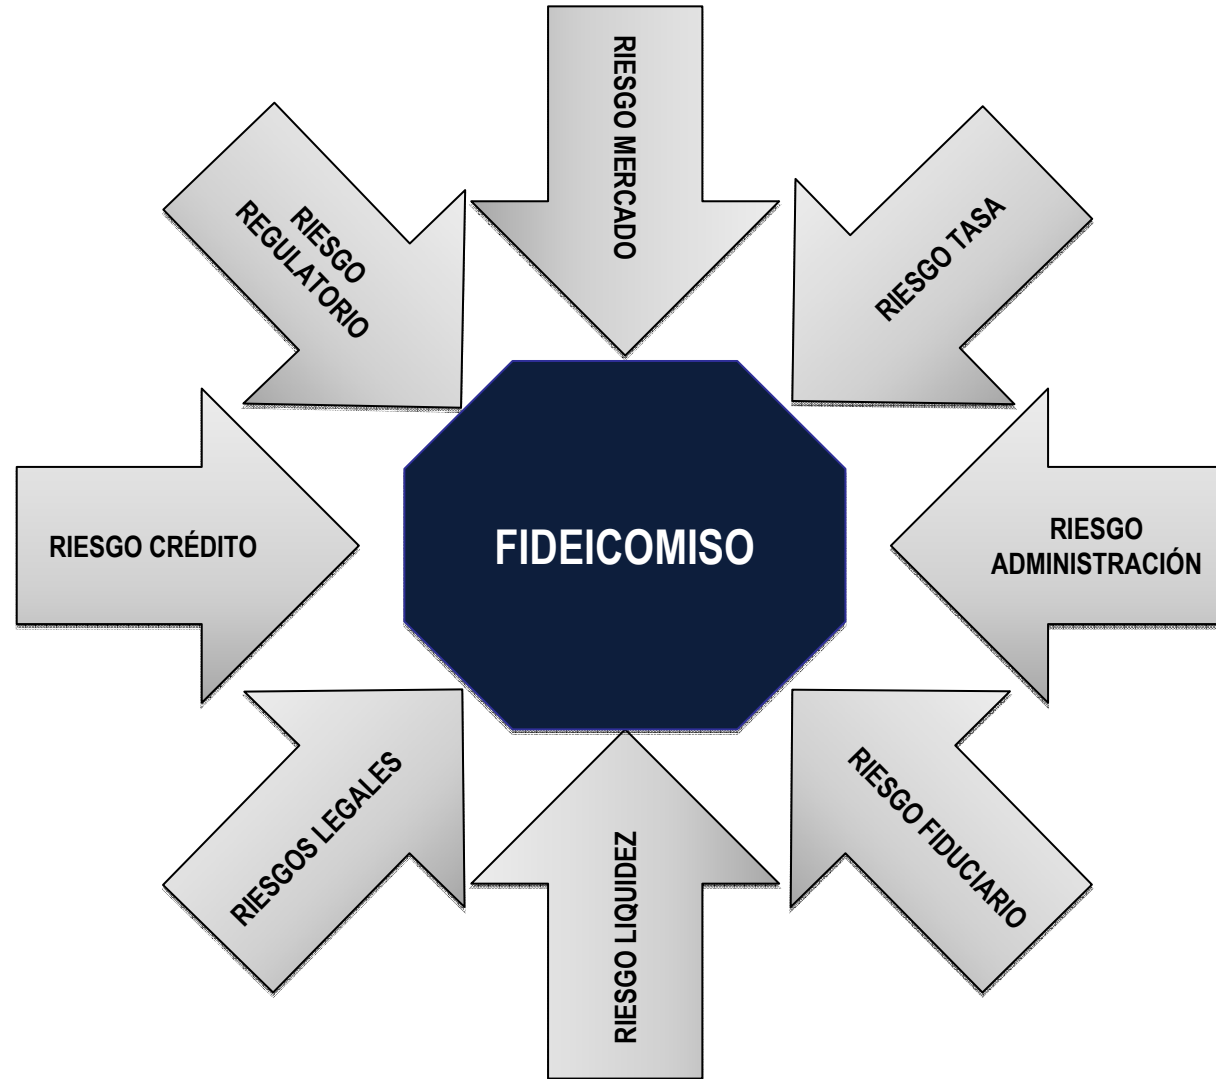 RIESGO MERCADO
RIESGO
REGULATORIO
RIESGO TASA
RIESGO CRÉDITO
FIDEICOMISO
RIESGO
ADMINISTRACIÓN
RIESGOS LEGALES
RIESGO LIQUIDEZ
RIESGO FIDUCIARIO